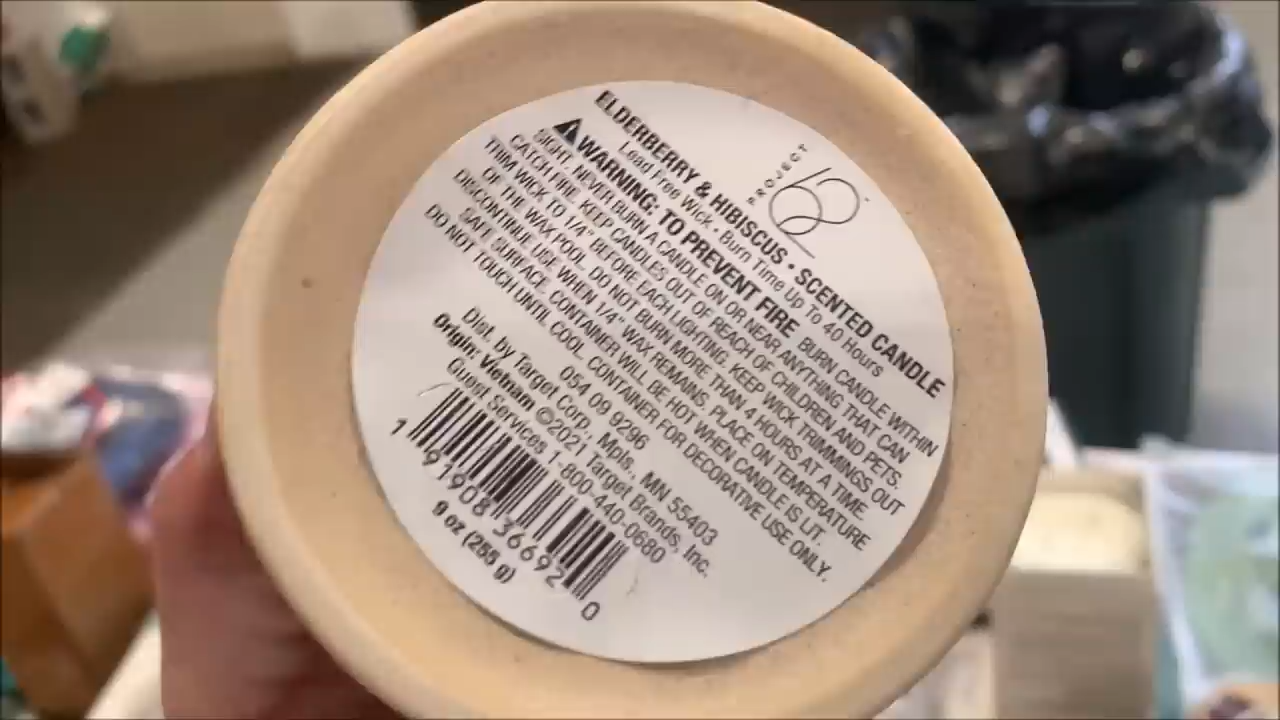 PROJECT
62
ELDERBERRY & HIBISCUS • SCENTED CANDLE
Lead Free Wick • Burn Time Up To 40 Hours
WARNING: TO PREVENT FIRE BURN CANDLE WITHIN
SIGHT. NEVER BURN A CANDLE ON OR NEAR ANYTHING THAT CAN
CATCH FIRE. KEEP CANDLES OUT OF REACH OF CHILDREN AND PETS.
TRIM WICK TO 1/4" BEFORE EACH LIGHTING. KEEP WICK TRIMMINGS OUT
OF THE WAX POOL. DO NOT BURN MORE THAN 4 HOURS AT A TIME.
DISCONTINUE USE WHEN 1/4" WAX REMAINS. PLACE ON TEMPERATURE
SAFE SURFACE. CONTAINER WILL BE HOT WHEN CANDLE IS LIT.
DO NOT TOUCH UNTIL COOL. CONTAINER FOR DECORATIVE USE ONLY.
054 09 9296
Dist. by Target Corp., Mpls, MN 55403
Origin: Vietnam ©2021 Target Brands, Inc.
Guest Services 1-800-440-0680
1 91908 36692 0
9 oz (255 g)